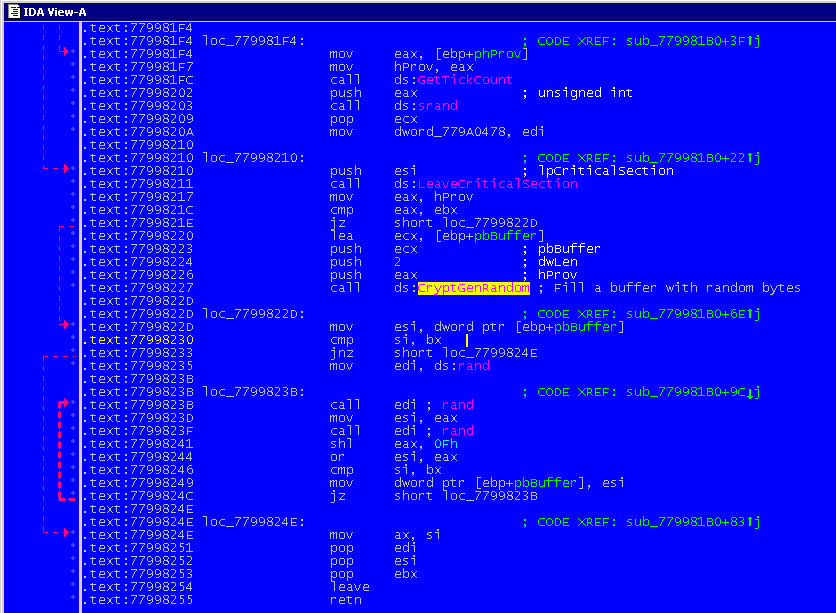 IDA View-A
.text:779981F4
.text:779981F4 loc_779981F4: ; CODE XREF: sub_779981B0+3F↑j
.text:779981F4 mov eax, [ebp+phProv]
.text:779981F7 mov hProv, eax
.text:779981FC call ds:GetTickCount
.text:77998202 push eax ; unsigned int
.text:77998203 call ds:srand
.text:77998209 pop ecx
.text:7799820A mov dword_779A0478, edi
.text:77998210
.text:77998210 loc_77998210: ; CODE XREF: sub_779981B0+22↑j
.text:77998210 push esi ; lpCriticalSection
.text:77998211 call ds:LeaveCriticalSection
.text:77998217 mov eax, hProv
.text:7799821C cmp eax, ebx
.text:7799821E jz short loc_7799822D
.text:77998220 lea ecx, [ebp+pbBuffer]
.text:77998223 push ecx ; pbBuffer
.text:77998224 push 2 ; dwLen
.text:77998226 push eax ; hProv
.text:77998227 call ds:CryptGenRandom ; Fill a buffer with random bytes
.text:7799822D
.text:7799822D loc_7799822D: ; CODE XREF: sub_779981B0+6E↑j
.text:7799822D mov esi, dword ptr [ebp+pbBuffer]
.text:77998230 cmp si, bx
.text:77998233 jnz short loc_7799824E
.text:77998235 mov edi, ds:rand
.text:7799823B
.text:7799823B loc_7799823B: ; CODE XREF: sub_779981B0+9C↓j
.text:7799823B call edi ; rand
.text:7799823D mov esi, eax
.text:7799823F call edi ; rand
.text:77998241 shl eax, 0Fh
.text:77998244 or esi, eax
.text:77998246 cmp si, bx
.text:77998249 mov dword ptr [ebp+pbBuffer], esi
.text:7799824C jz short loc_7799823B
.text:7799824E
.text:7799824E loc_7799824E: ; CODE XREF: sub_779981B0+83↑j
.text:7799824E mov ax, si
.text:77998251 pop edi
.text:77998252 pop esi
.text:77998253 pop ebx
.text:77998254 leave
.text:77998255 retn